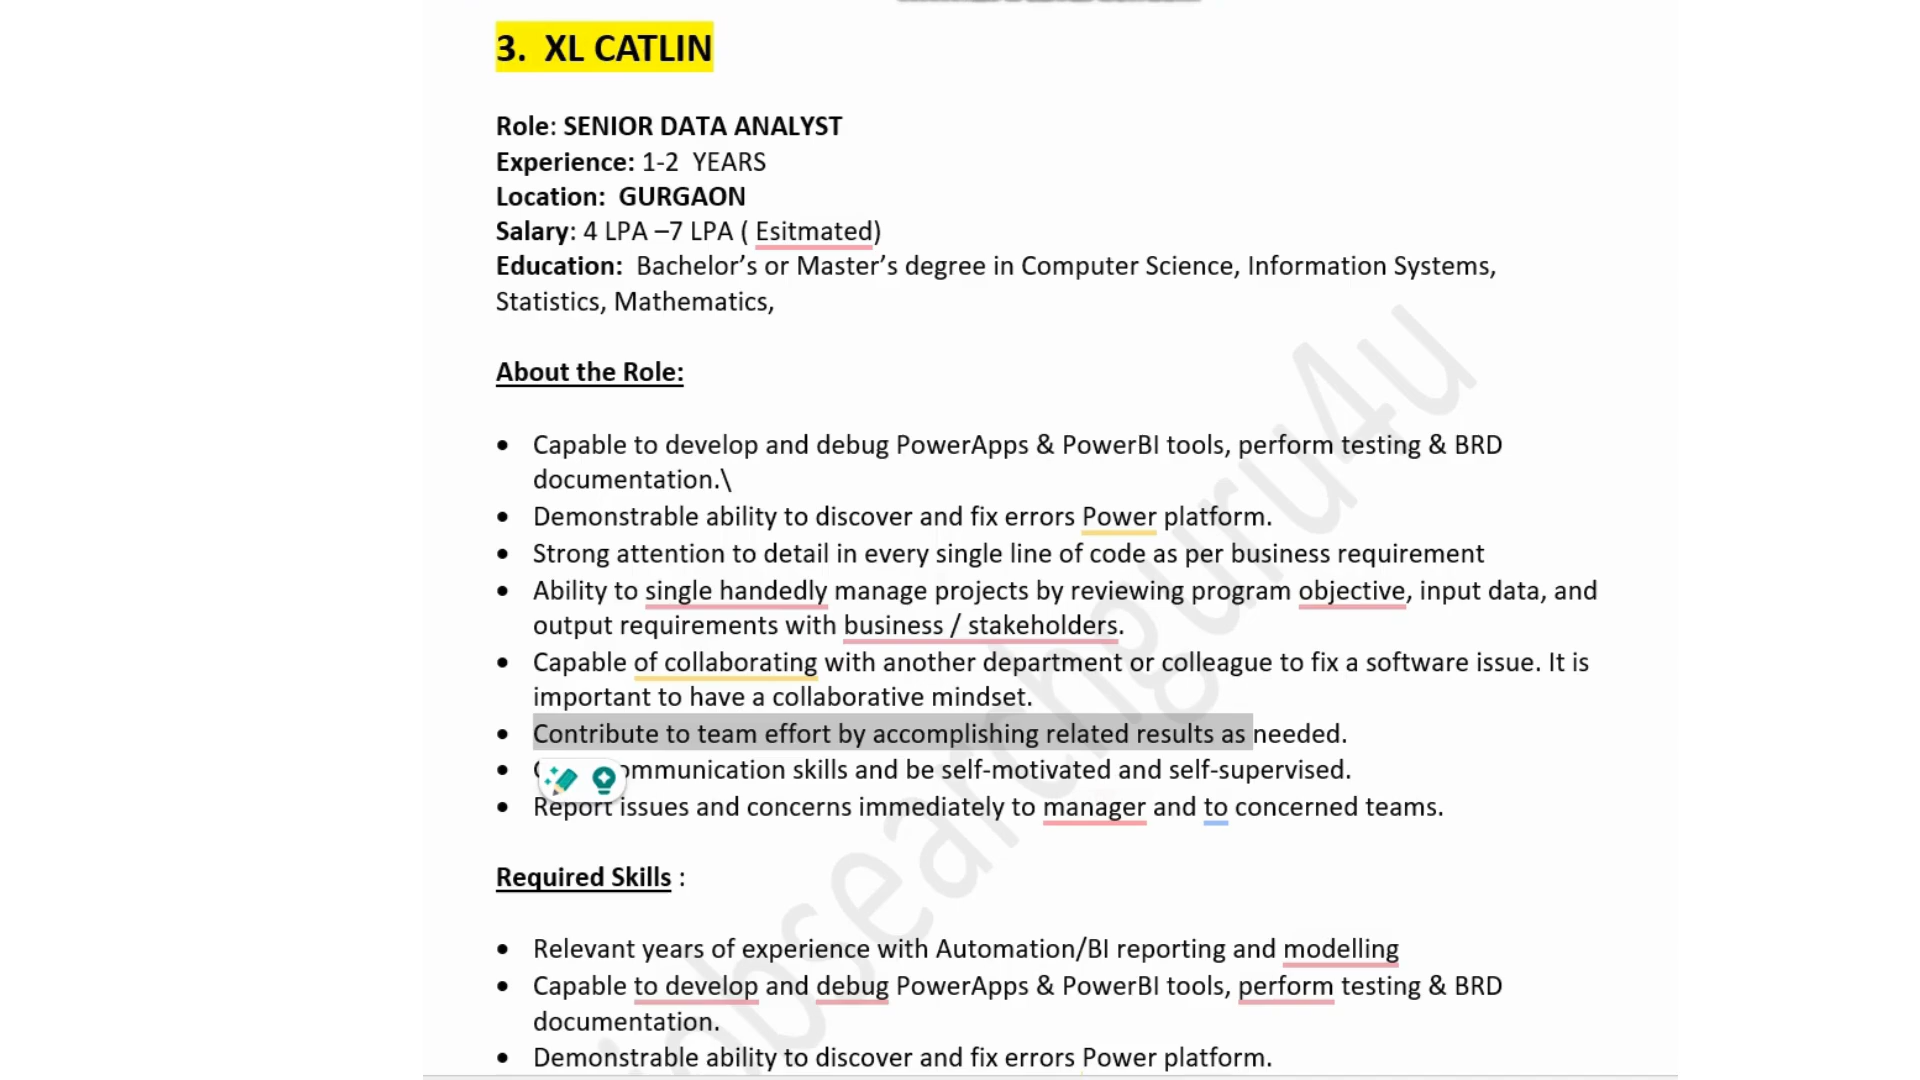 3. XL CATLIN
Role: SENIOR DATA ANALYST
Experience: 1-2 YEARS
Location: GURGAON
Salary: 4 LPA –7 LPA ( Esitmated)
Education: Bachelor’s or Master’s degree in Computer Science, Information Systems,
Statistics, Mathematics,
About the Role:
• Capable to develop and debug PowerApps & PowerBI tools, perform testing & BRD
documentation.\
• Demonstrable ability to discover and fix errors Power platform.
• Strong attention to detail in every single line of code as per business requirement
• Ability to single handedly manage projects by reviewing program objective, input data, and
output requirements with business / stakeholders.
• Capable of collaborating with another department or colleague to fix a software issue. It is
important to have a collaborative mindset.
• Contribute to team effort by accomplishing related results as needed.
• communication skills and be self-motivated and self-supervised.
• Report issues and concerns immediately to manager and to concerned teams.
Required Skills :
• Relevant years of experience with Automation/BI reporting and modelling
• Capable to develop and debug PowerApps & PowerBI tools, perform testing & BRD
documentation.
• Demonstrable ability to discover and fix errors Power platform.
jobsearchguru4u